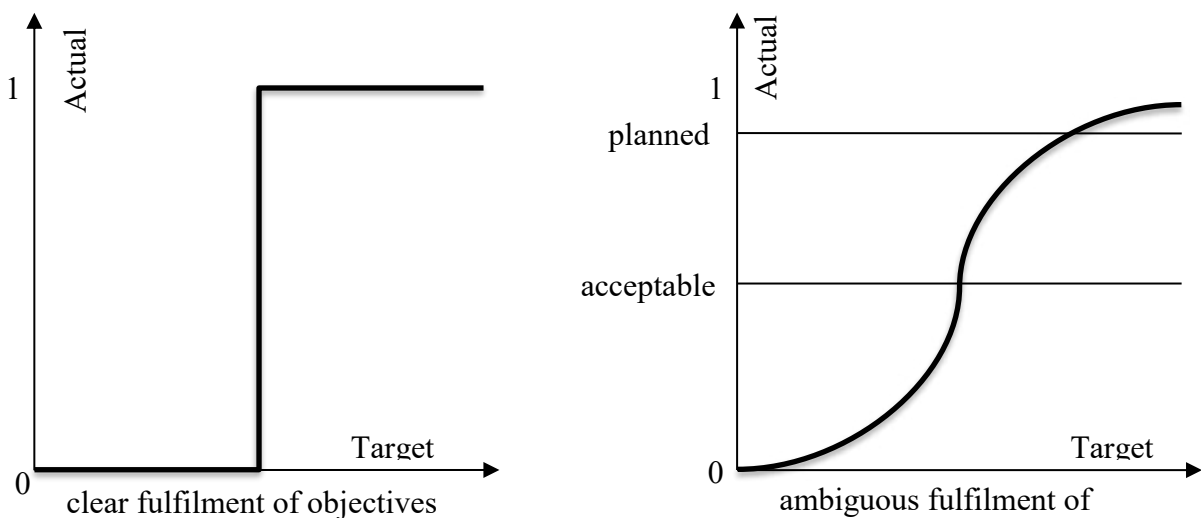 Actual
1
Target
0
clear fulfilment of objectives
Actual
1
planned
acceptable
Target
0
ambiguous fulfilment of